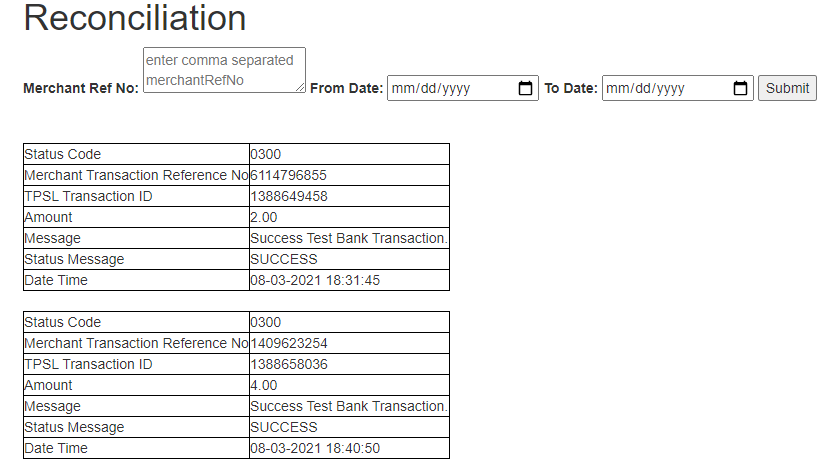 Reconciliation
enter comma separated
merchantRefNo
Merchant Ref No: From Date: mm/dd/yyyy To Date: mm/dd/yyyy Submit
Status Code 0300
Merchant Transaction Reference No 6114796855
TPSL Transaction ID 1388649458
Amount 2.00
Message Success Test Bank Transaction.
Status Message SUCCESS
Date Time 08-03-2021 18:31:45
Status Code 0300
Merchant Transaction Reference No 1409623254
TPSL Transaction ID 1388658036
Amount 4.00
Message Success Test Bank Transaction.
Status Message SUCCESS
Date Time 08-03-2021 18:40:50